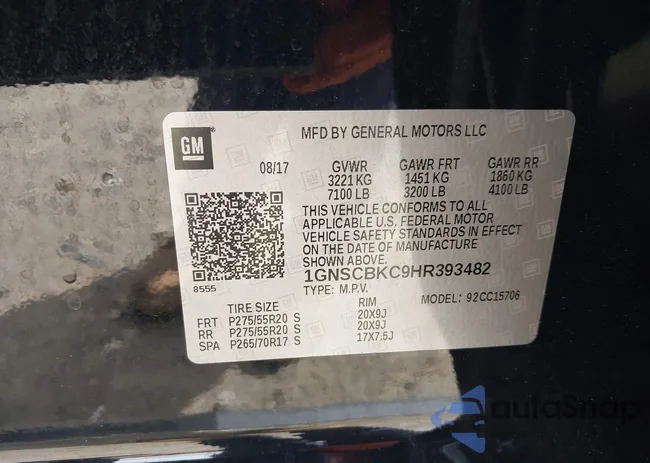 GM
MFD BY GENERAL MOTORS LLC
08/17 GVWR GAWR FRT GAWR RR
3221 KG 1451 KG 1860 KG
7100 LB 3200 LB 4100 LB
THIS VEHICLE CONFORMS TO ALL
APPLICABLE U.S. FEDERAL MOTOR
VEHICLE SAFETY STANDARDS IN EFFECT
ON THE DATE OF MANUFACTURE
SHOWN ABOVE.
1GNSCBKC9HR393482
8555
TYPE: M.P.V. MODEL: 92CC15706
TIRE SIZE RIM
FRT P275/55R20 S 20X9J
RR P275/55R20 S 20X9J
SPA P265/70R17 S 17X7.5J
autoSnap